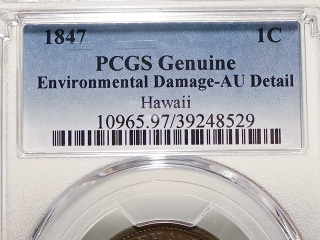 1847 1C
PCGS Genuine
Environmental Damage-AU Detail
Hawaii
10965.97/39248529